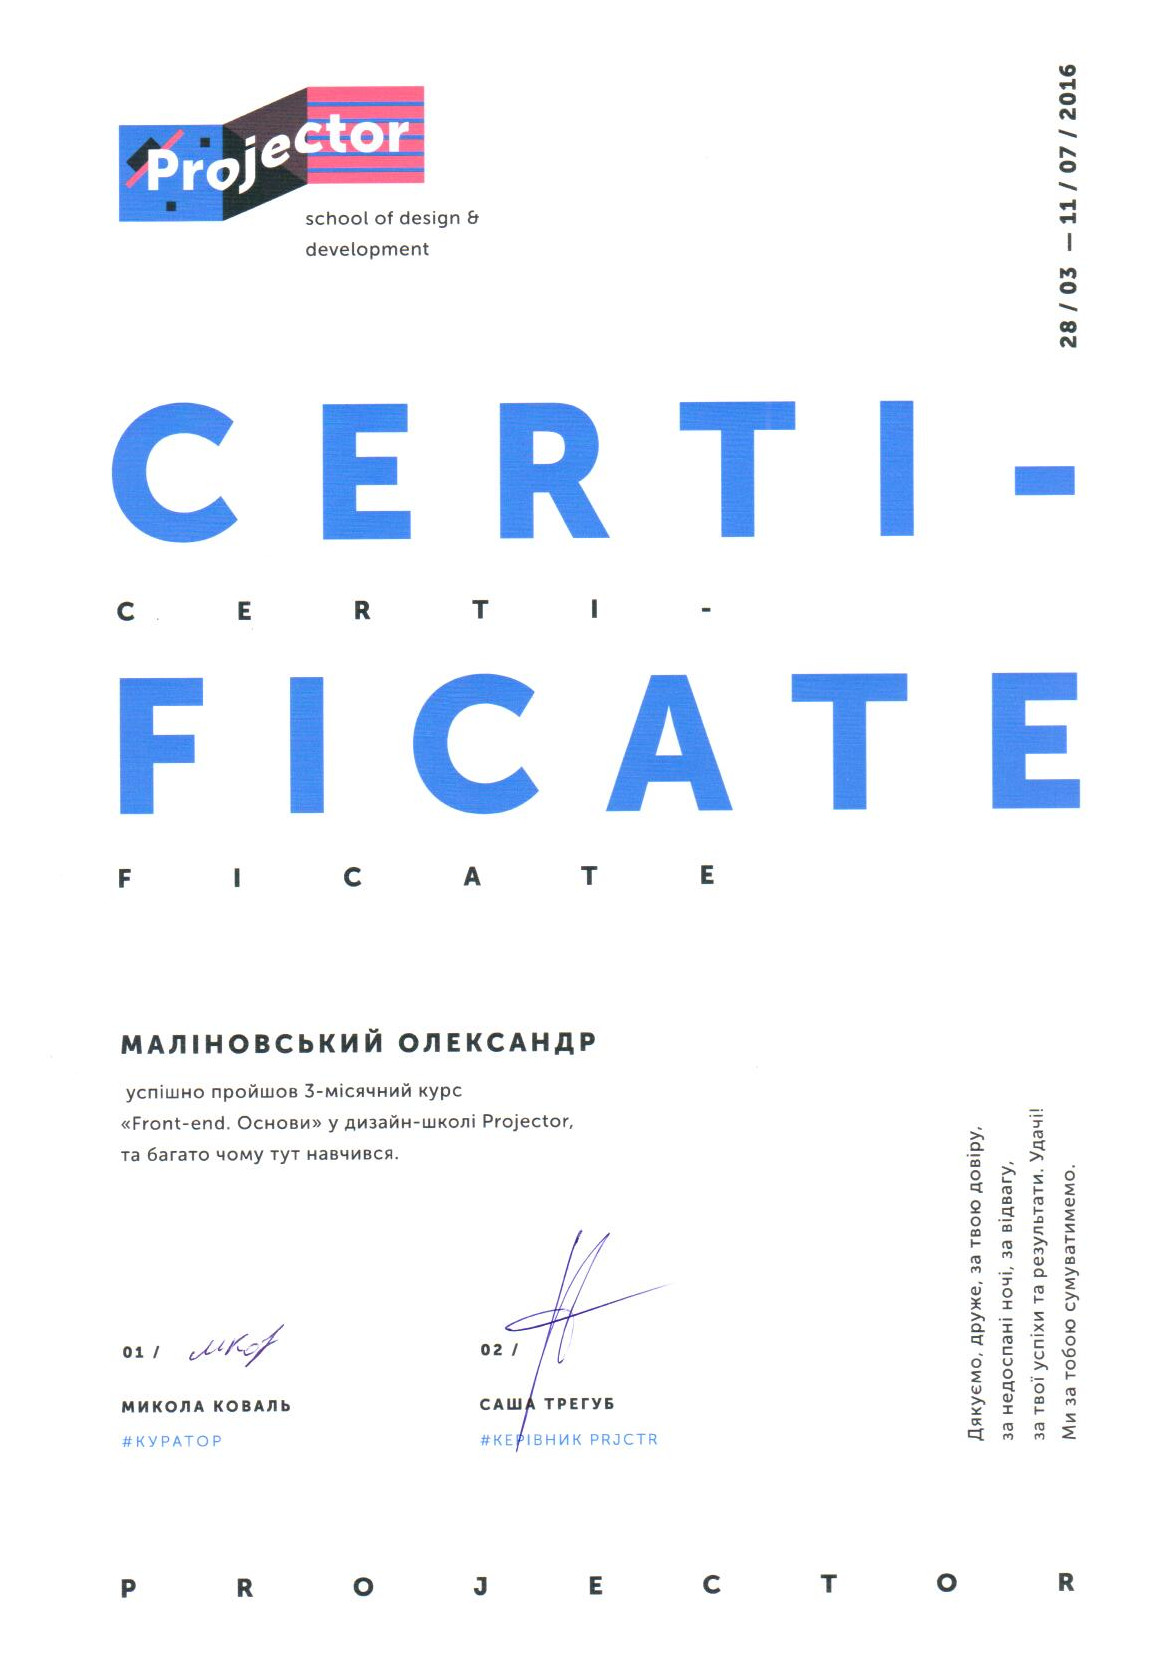 Projector
school of design &
development
28 / 03 — 11 / 07 / 2016
CERTI-
CERTI-
FICATE
FICATE
МАЛІНОВСЬКИЙ ОЛЕКСАНДР
успішно пройшов 3-місячний курс
«Front-end. Основи» у дизайн-школі Projector,
та багато чому тут навчився.
Дякуємо, друже, за твою довіру,
за недоспані ночі, за відвагу,
за твої успіхи та результати. Удачі!
Ми за тобою сумуватимемо.
01 /
МИКОЛА КОВАЛЬ
#КУРАТОР
02 /
САША ТРЕГУБ
#КЕРІВНИК PRJCTR
PROJECTOR